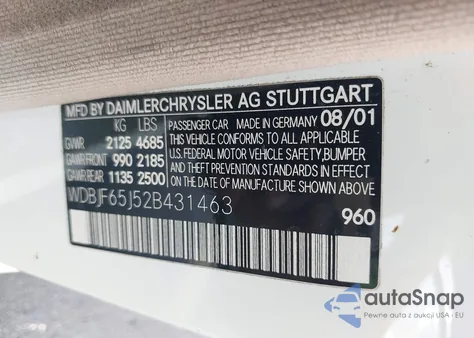 MFD BY DAIMLERCHRYSLER AG STUTTGART
KG LBS
GVWR 2125 4685
GAWR/FRONT 990 2185
GAWR/REAR 1135 2500
PASSENGER CAR MADE IN GERMANY 08/01
THIS VEHICLE CONFORMS TO ALL APPLICABLE
U.S. FEDERAL MOTOR VEHICLE SAFETY, BUMPER
AND THEFT PREVENTION STANDARDS IN EFFECT
ON THE DATE OF MANUFACTURE SHOWN ABOVE.
WDBJF65J52B431463
960
autoSnap
Pewne auta z aukcji USA - EU